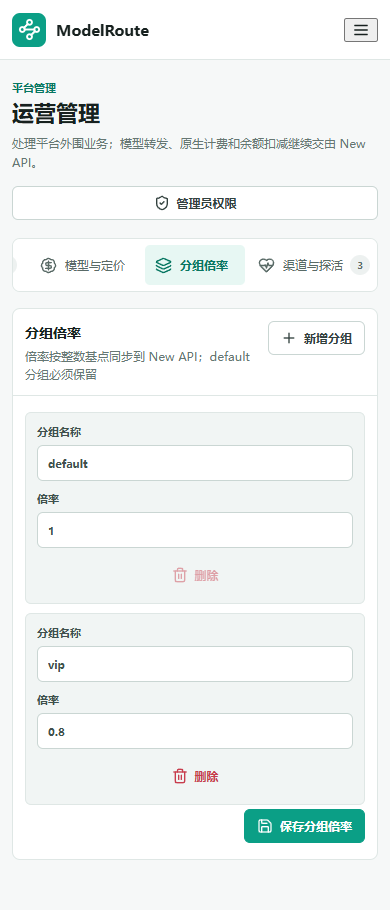 ModelRoute
平台管理
运营管理
处理平台外围业务；模型转发、原生计费和余额扣减继续交由 New
API。
管理员权限
模型与定价
分组倍率
渠道与探活 3
分组倍率
倍率按整数基点同步到 New API；default
分组必须保留
新增分组
分组名称
default
倍率
1
删除
分组名称
vip
倍率
0.8
删除
保存分组倍率